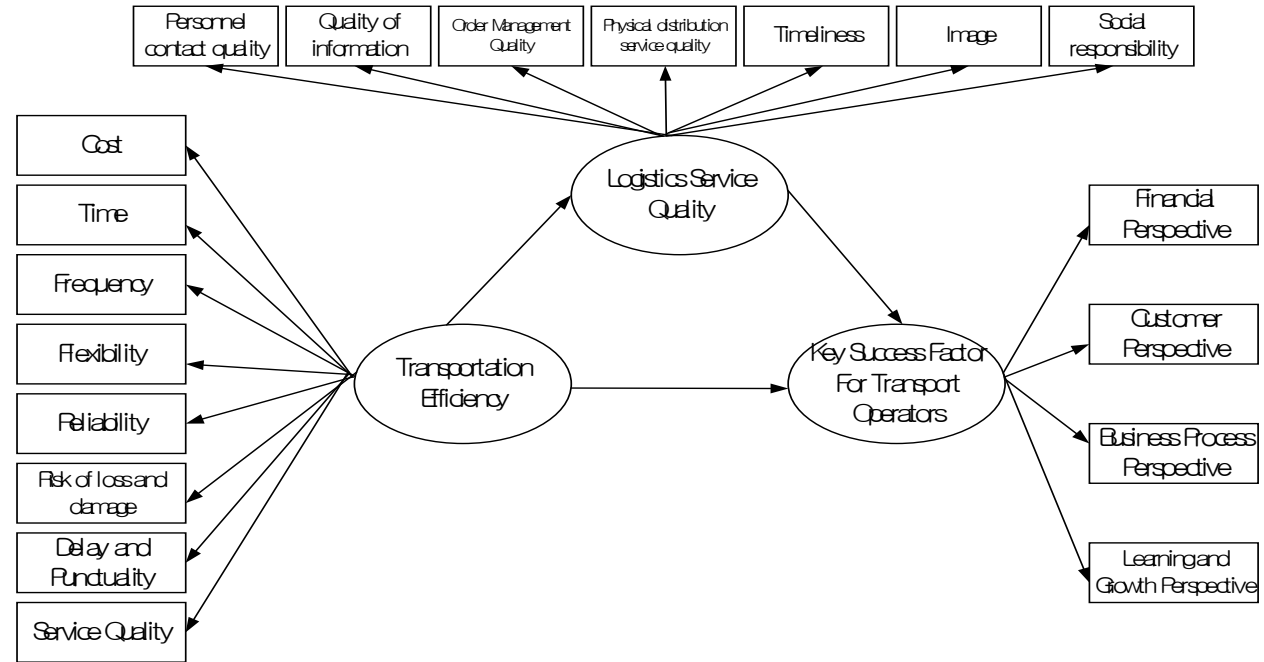 Personnel
contact quality
Quality of
information
Order Management
Quality
Physical distribution
service quality
Timeliness
Image
Social
responsibility
Logistics Service
Quality
Cost
Time
Frequency
Flexibility
Reliability
Risk of loss and
damage
Delay and
Punctuality
Service Quality
Transportation
Efficiency
Key Success Factor
For Transport
Operators
Financial
Perspective
Customer
Perspective
Business Process
Perspective
Learning and
Growth Perspective